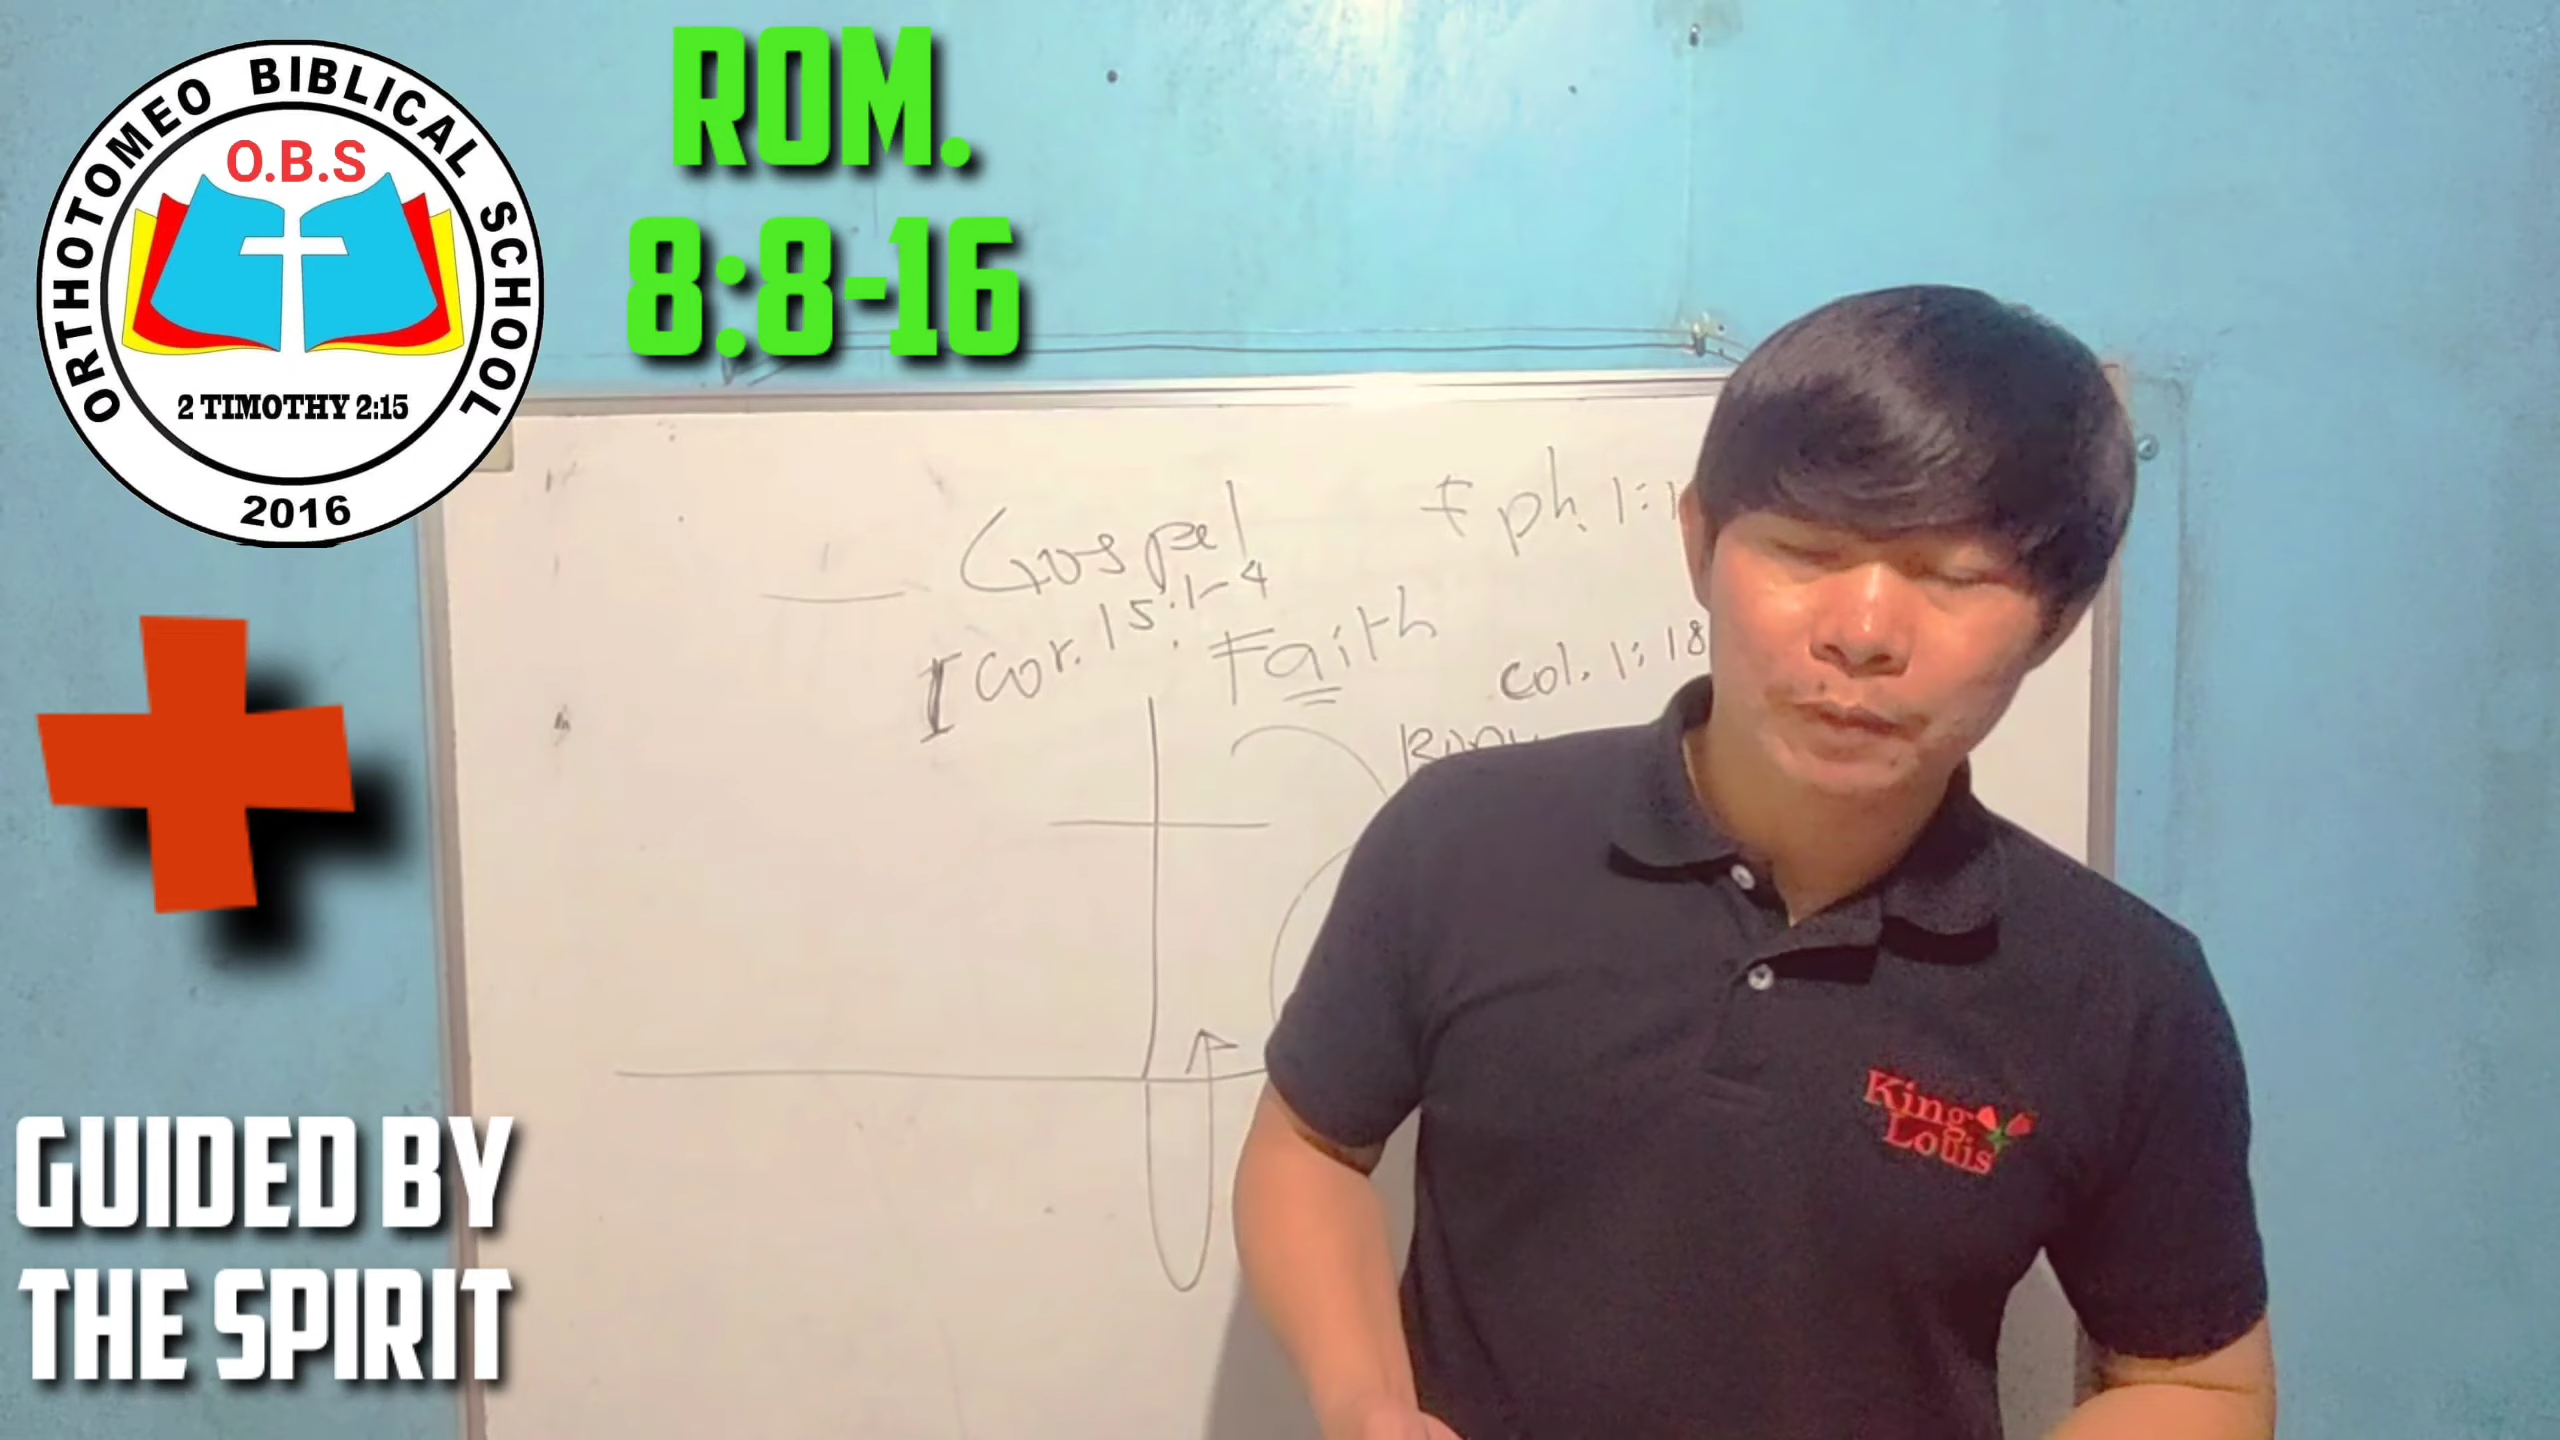 ORTHOTOMEO BIBLICAL SCHOOL
O.B.S
2 TIMOTHY 2:15
2016
ROM.
8:8-16
GUIDED BY
THE SPIRIT
Gospel
I Cor. 15:1-4
Faith
Eph. 1:1
Col. 1:18
King
Louis